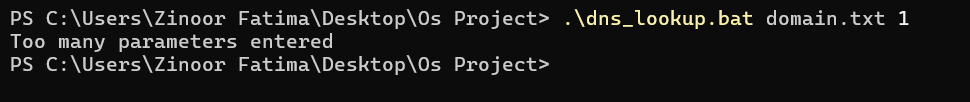 PS C:\Users\Zinoor Fatima\Desktop\Os Project> .\dns_lookup.bat domain.txt 1
Too many parameters entered
PS C:\Users\Zinoor Fatima\Desktop\Os Project>